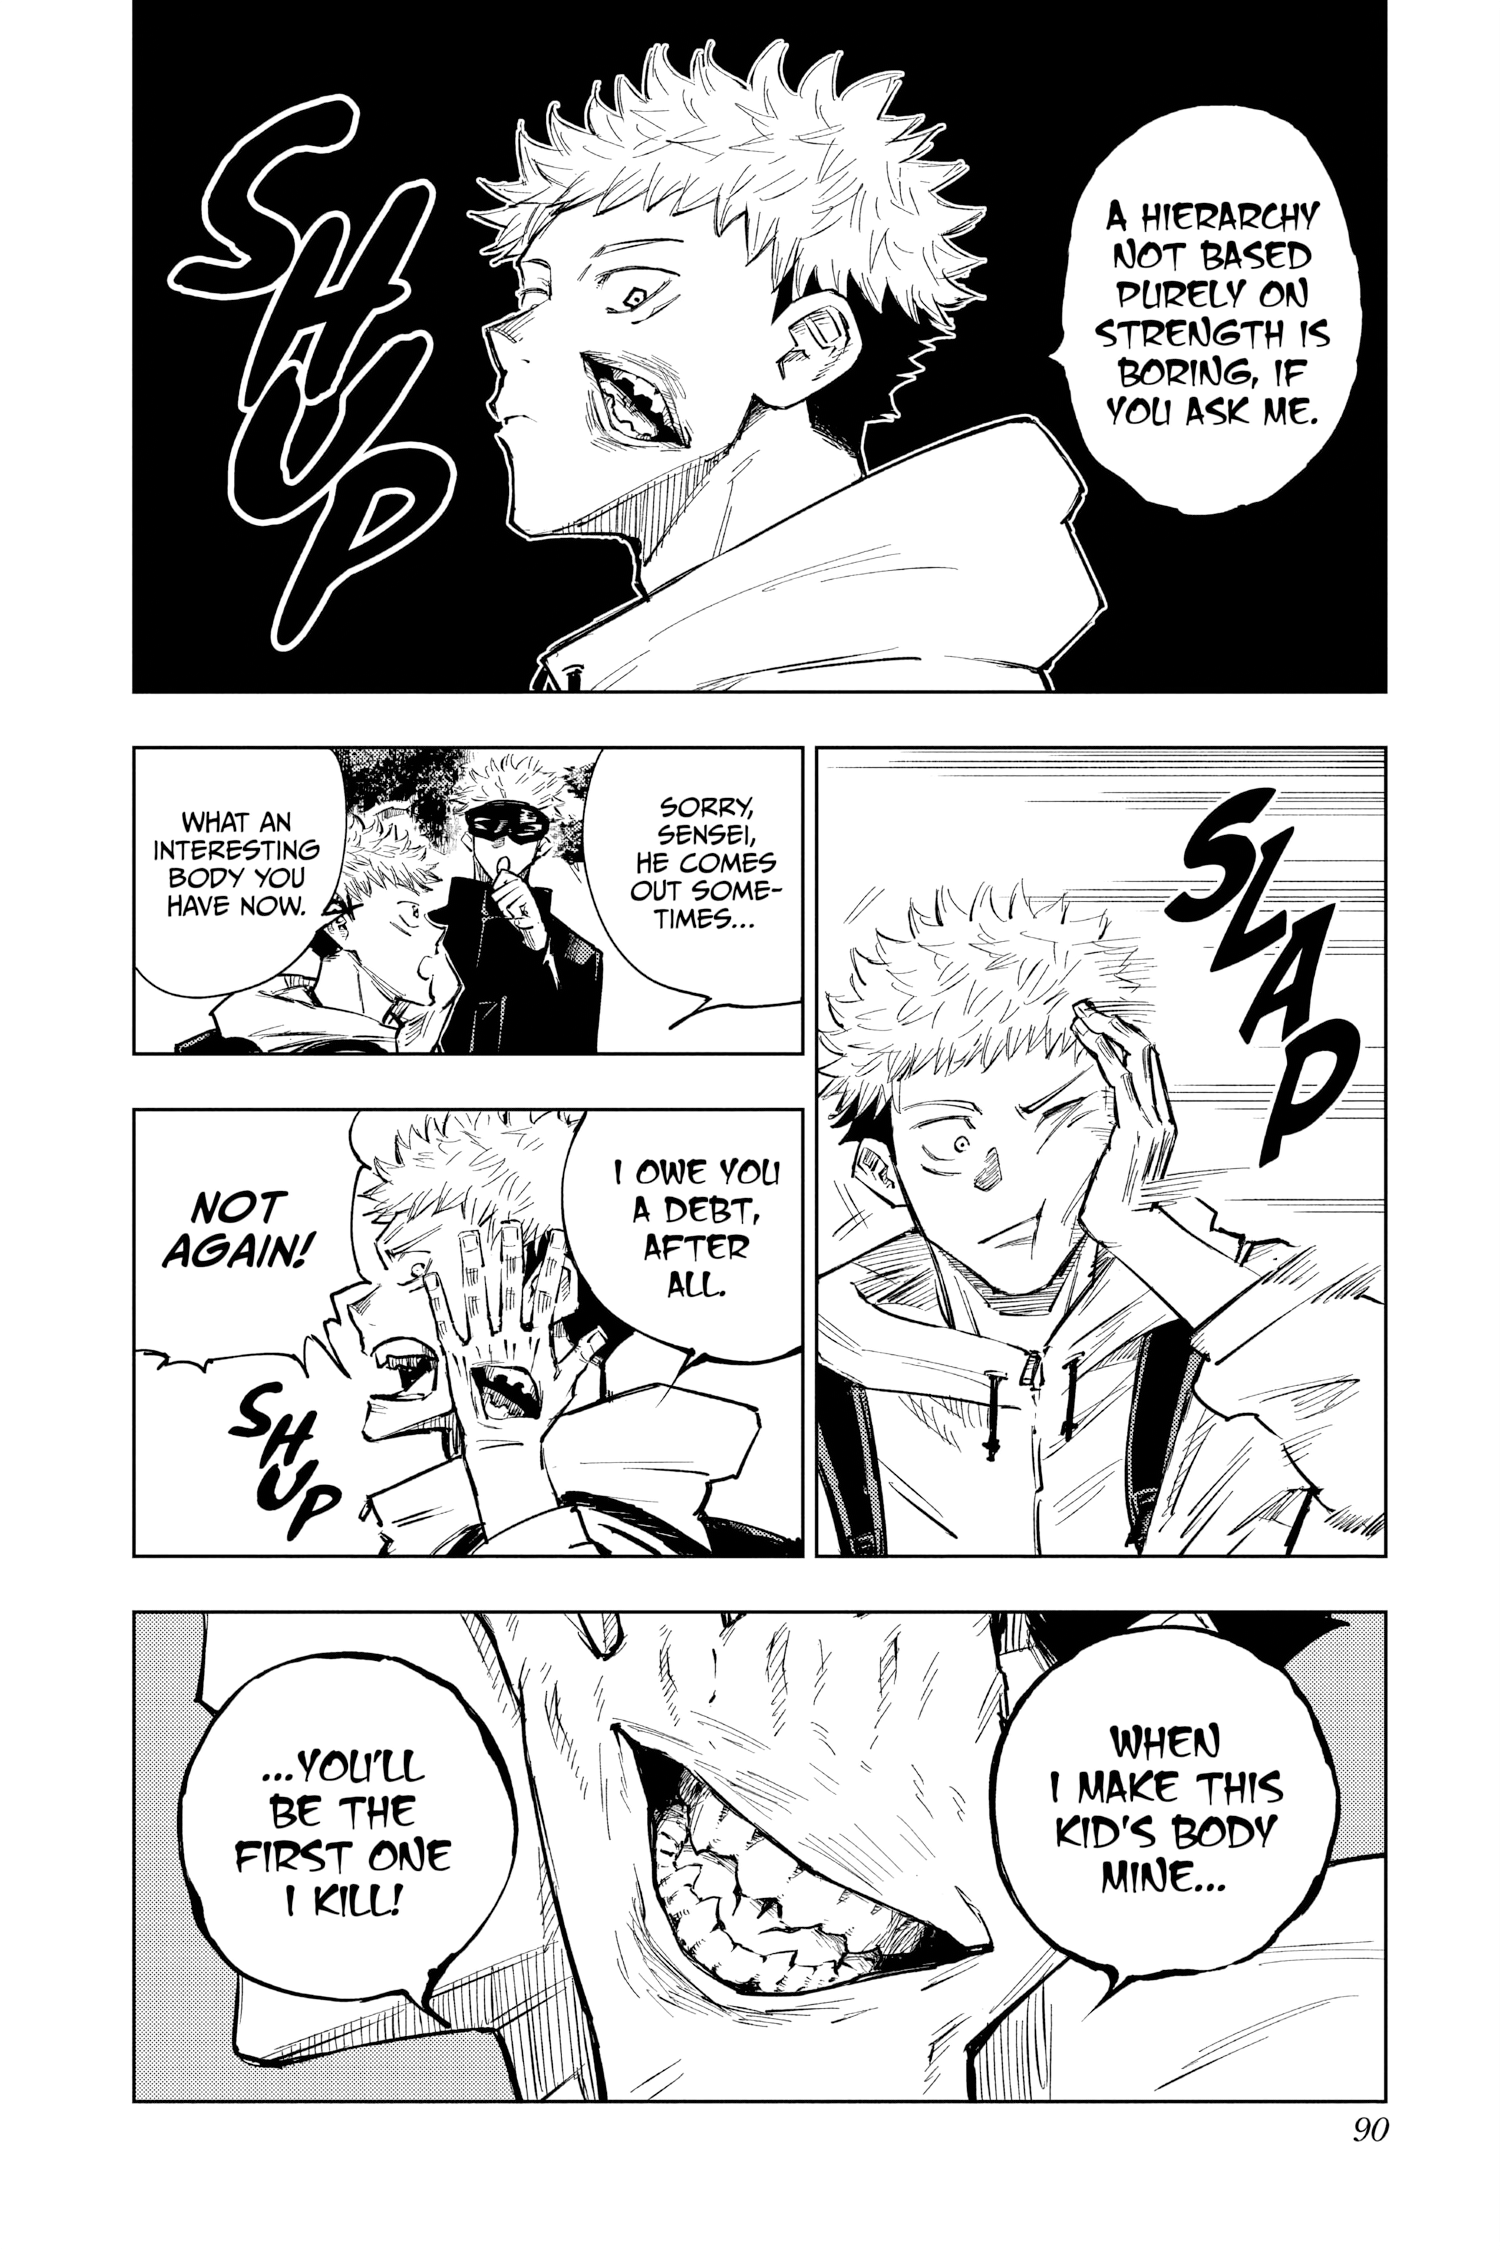 A HIERARCHY
NOT BASED
PURELY ON
STRENGTH IS
BORING, IF
YOU ASK ME.
SHUP
SLAP
SORRY,
SENSEI,
HE COMES
OUT SOME-
TIMES...
WHAT AN
INTERESTING
BODY YOU
HAVE NOW.
I OWE YOU
A DEBT,
AFTER
ALL.
NOT
AGAIN!
SHUP
WHEN
I MAKE THIS
KID'S BODY
MINE...
...YOU'LL
BE THE
FIRST ONE
I KILL!
90